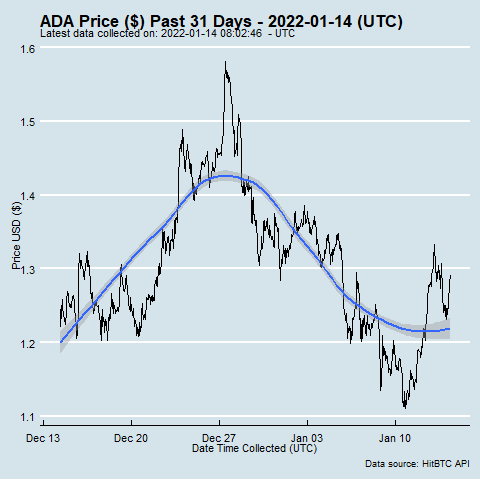 ADA Price ($) Past 31 Days - 2022-01-14 (UTC)
Latest data collected on: 2022-01-14 08:02:46  - UTC
1.6
1.5
1.4
1.3
1.2
1.1
Price USD ($)
Dec 13 Dec 20 Dec 27 Jan 03 Jan 10
Date Time Collected (UTC)
Data source: HitBTC API